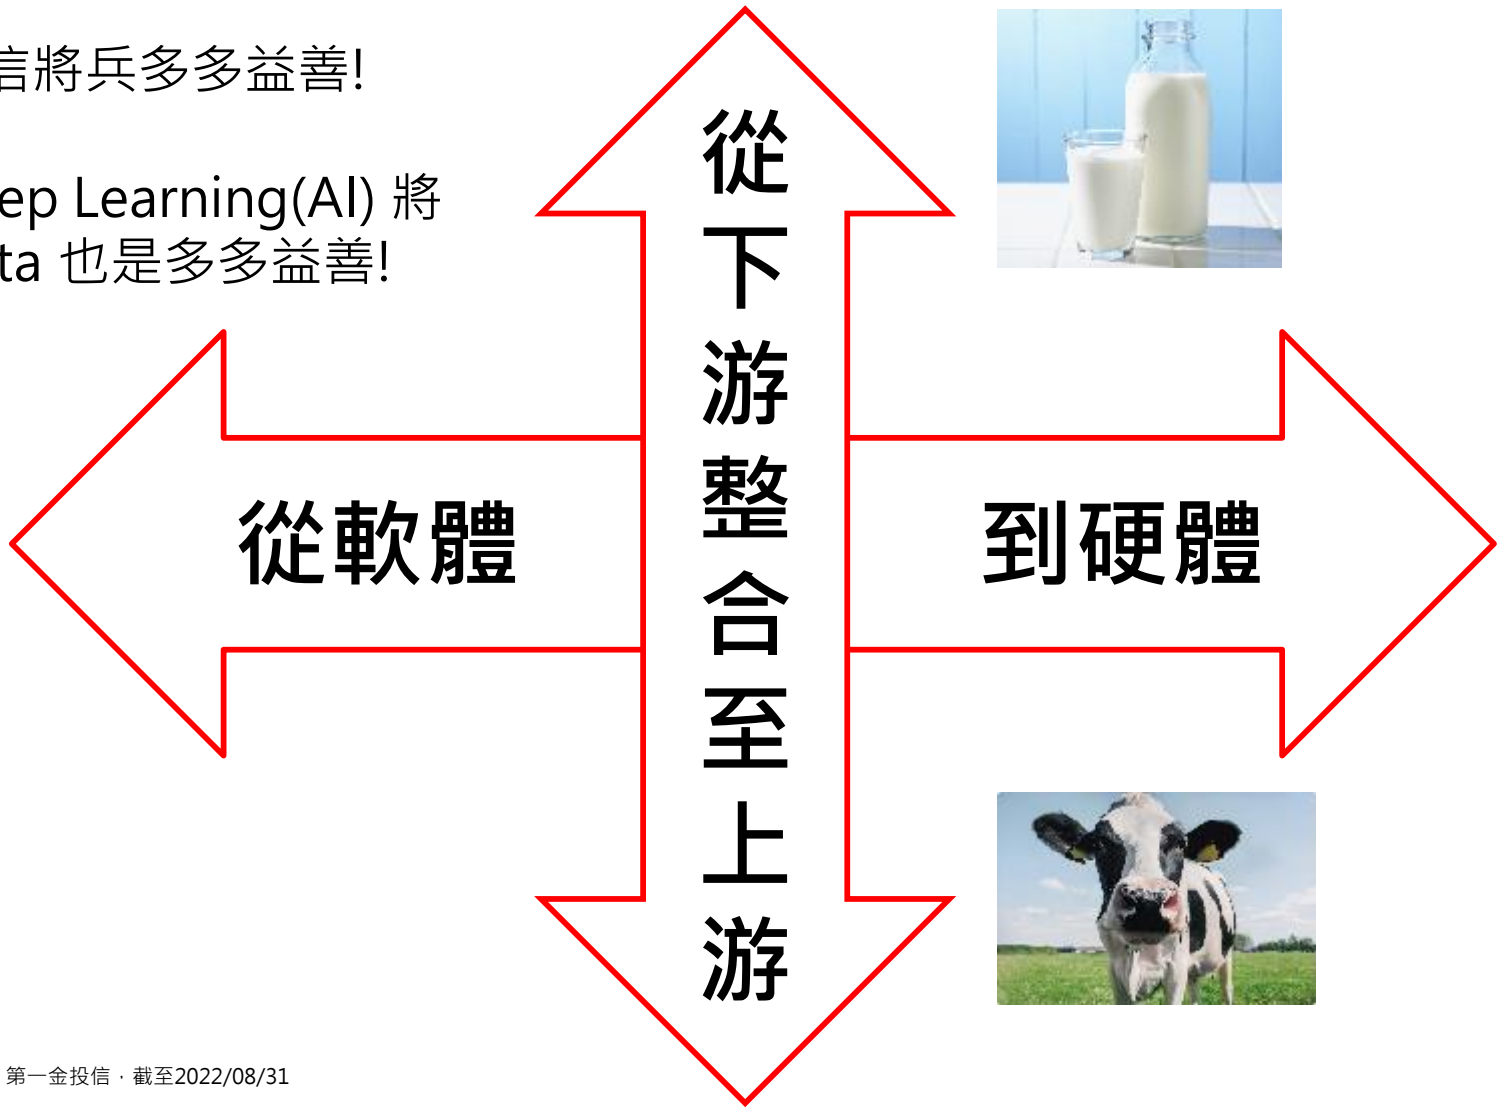 言將兵多多益善!
ep Learning(AI) 將
ta 也是多多益善!
從下游整合至上游
從軟體
到硬體
第一金投信，截至2022/08/31